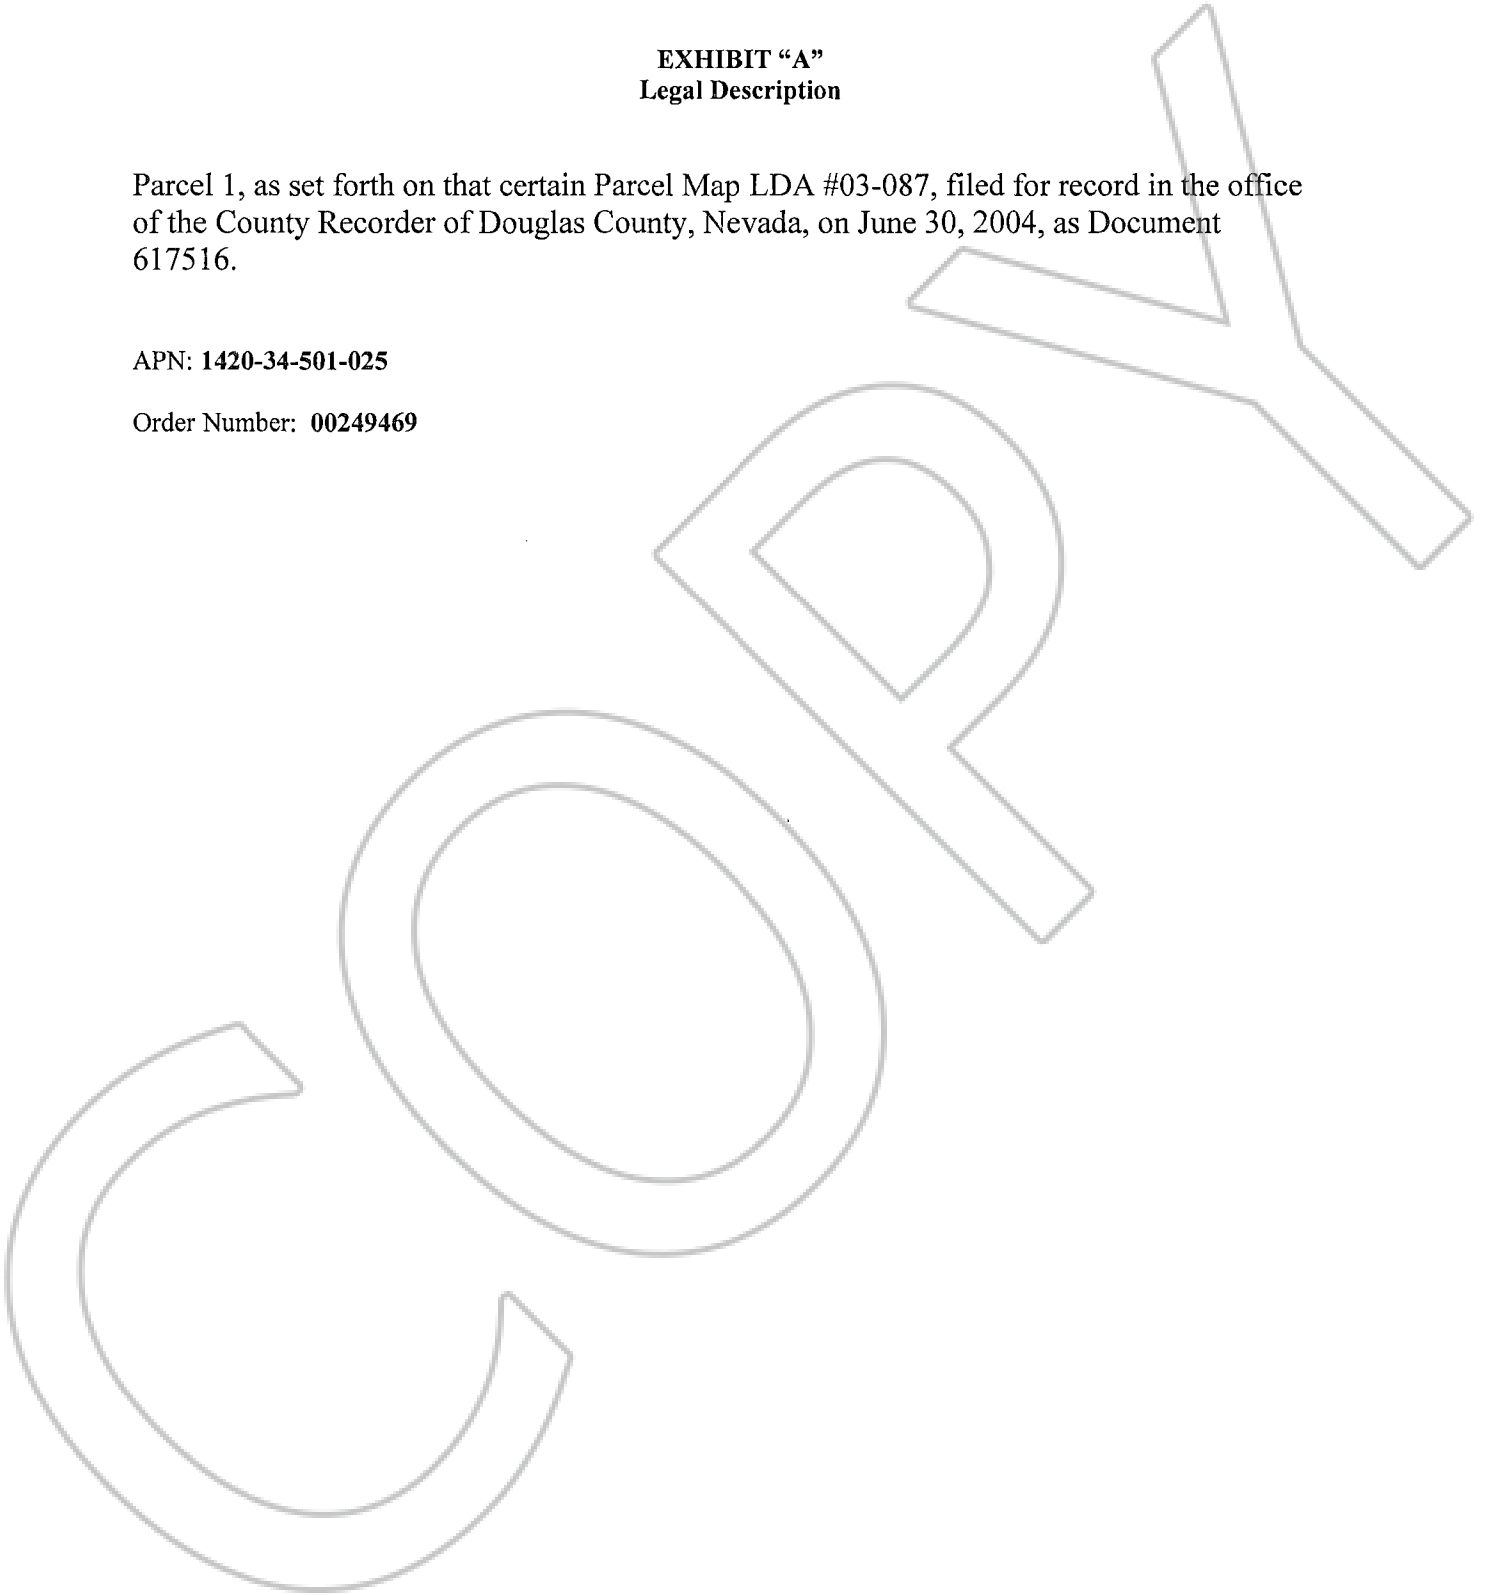 EXHIBIT “A”
Legal Description
Parcel 1, as set forth on that certain Parcel Map LDA #03-087, filed for record in the office
of the County Recorder of Douglas County, Nevada, on June 30, 2004, as Document
617516.
APN: 1420-34-501-025
Order Number: 00249469
COPY